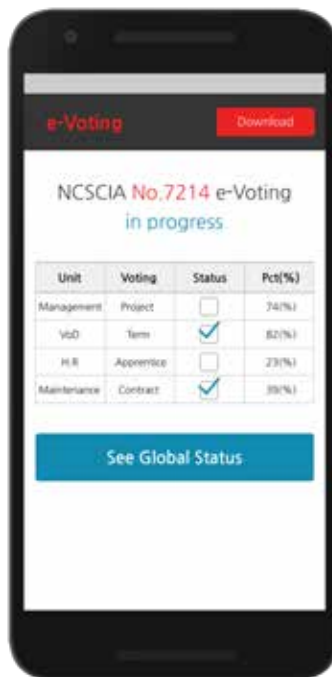 e-Voting
Download
NCSCIA No.7214 e-Voting
in progress
Unit Voting Status Pct(%)
Management Project 74(%)
VoD Term 82(%)
H.R Apprentice 23(%)
Maintenance Contract 39(%)
See Global Status